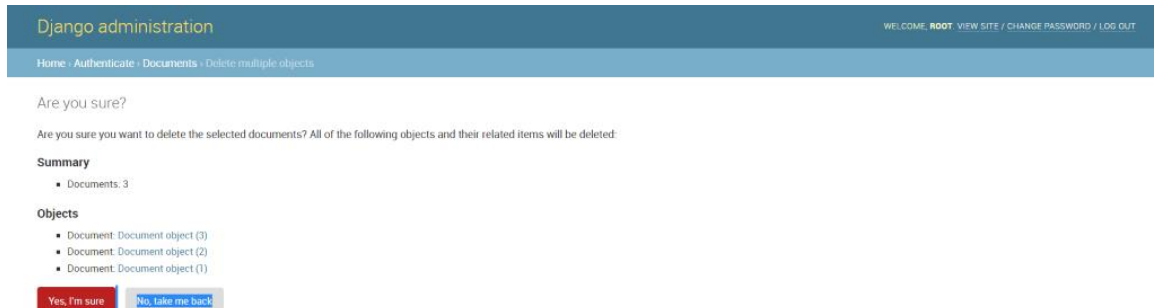 Django administration
WELCOME, ROOT. VIEW SITE / CHANGE PASSWORD / LOG OUT
Home › Authenticate › Documents › Delete multiple objects
Are you sure?
Are you sure you want to delete the selected documents? All of the following objects and their related items will be deleted:
Summary
Documents: 3
Objects
Document: Document object (3)
Document: Document object (2)
Document: Document object (1)
Yes, I'm sure No, take me back